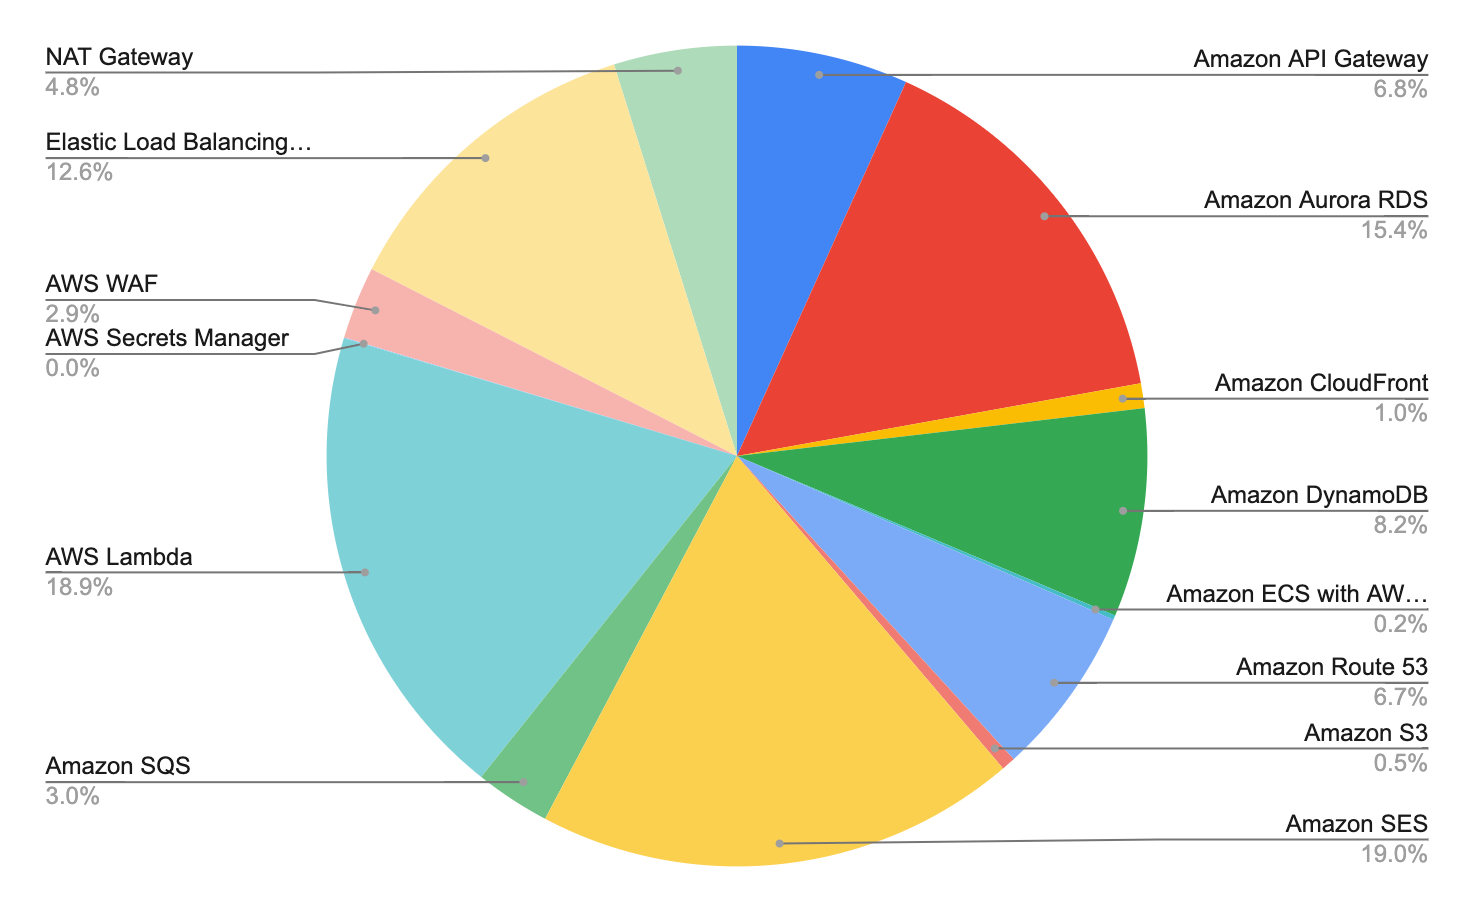 NAT Gateway
4.8%
Elastic Load Balancing…
12.6%
AWS WAF
2.9%
AWS Secrets Manager
0.0%
AWS Lambda
18.9%
Amazon SQS
3.0%
Amazon API Gateway
6.8%
Amazon Aurora RDS
15.4%
Amazon CloudFront
1.0%
Amazon DynamoDB
8.2%
Amazon ECS with AW…
0.2%
Amazon Route 53
6.7%
Amazon S3
0.5%
Amazon SES
19.0%